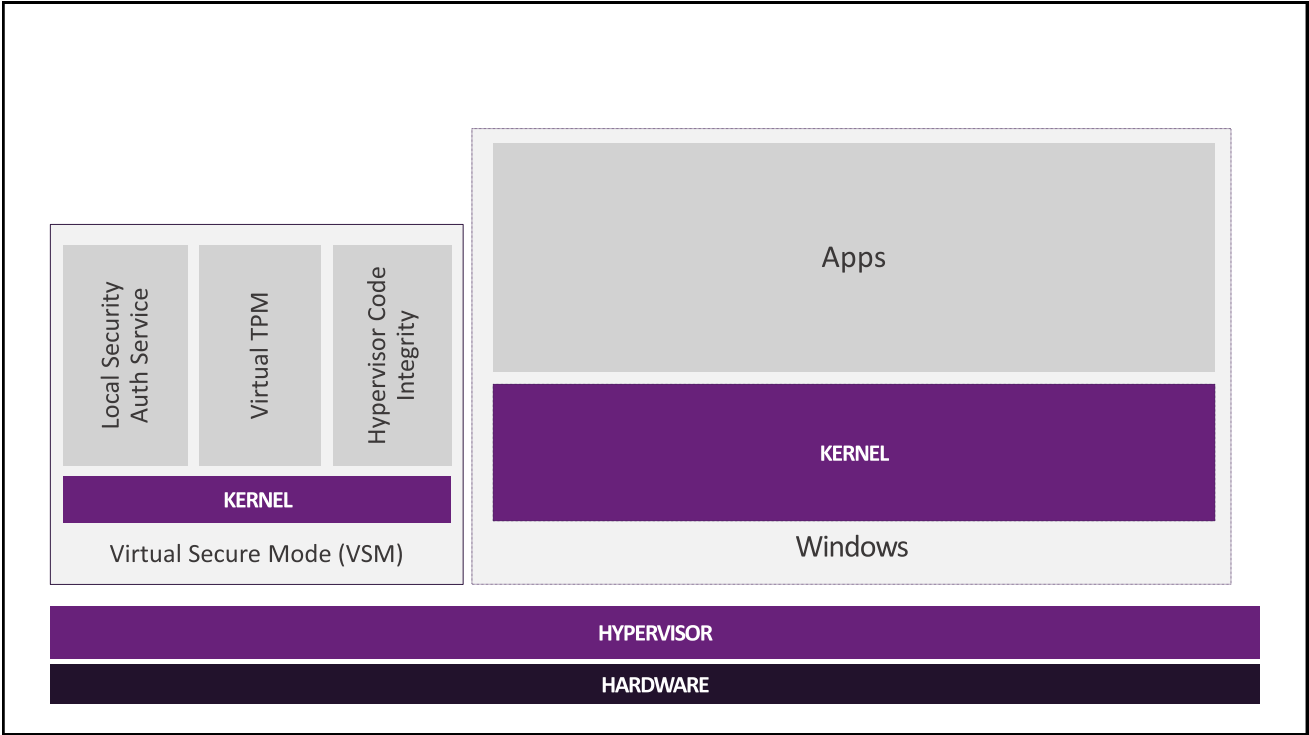 Local Security
Auth Service
Virtual TPM
Hypervisor Code
Integrity
KERNEL
Virtual Secure Mode (VSM)
Apps
KERNEL
Windows
HYPERVISOR
HARDWARE